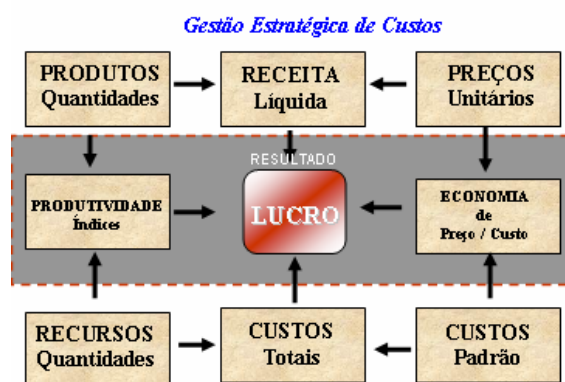 Gestão Estratégica de Custos
PRODUTOS
Quantidades
RECEITA
Líquida
PREÇOS
Unitários
RESULTADO
PRODUTIVIDADE
Índices
LUCRO
ECONOMIA
de
Preço / Custo
RECURSOS
Quantidades
CUSTOS
Totais
CUSTOS
Padrão